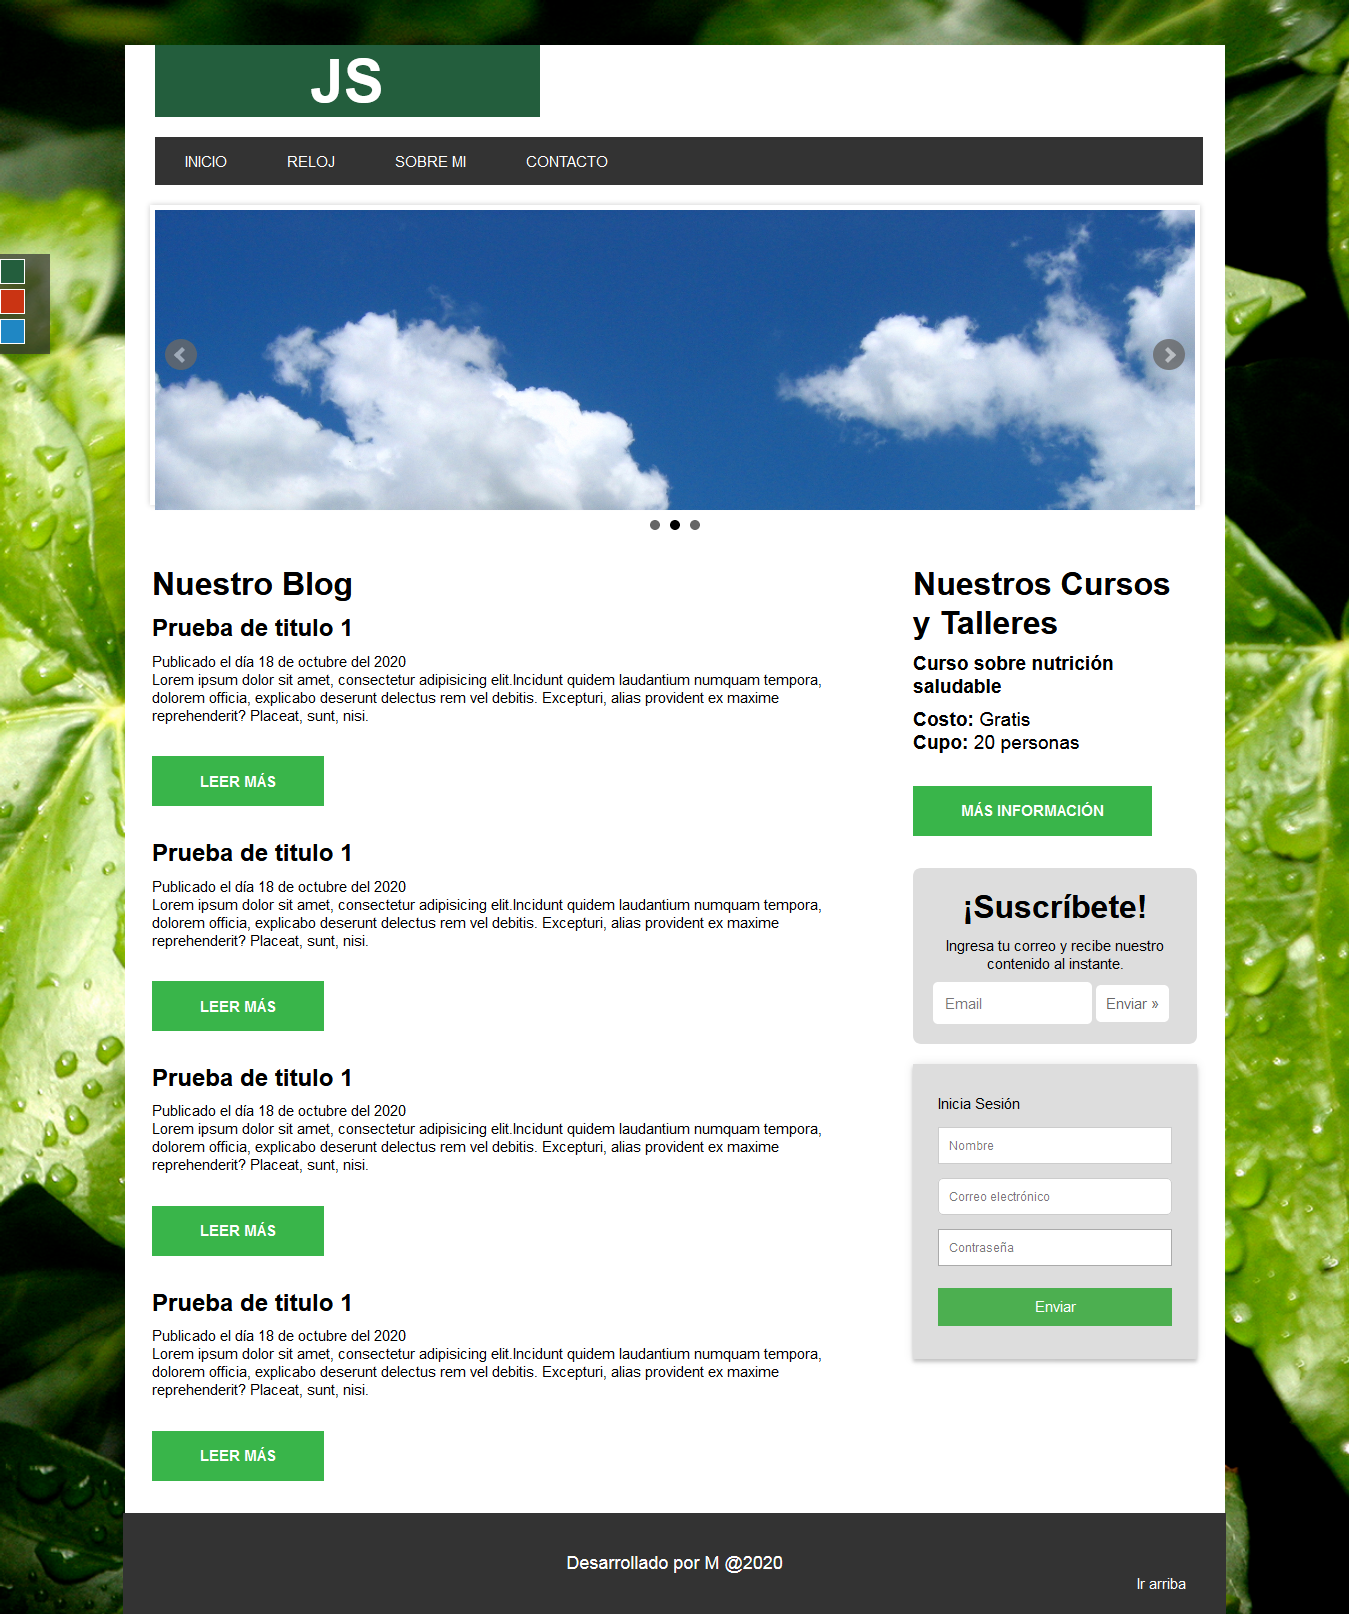 JS
INICIO RELOJ SOBRE MI CONTACTO
Nuestro Blog
Prueba de titulo 1
Publicado el día 18 de octubre del 2020
Lorem ipsum dolor sit amet, consectetur adipisicing elit.Incidunt quidem laudantium numquam tempora,
dolorem officia, explicabo deserunt delectus rem vel debitis. Excepturi, alias provident ex maxime
reprehenderit? Placeat, sunt, nisi.
LEER MÁS
Prueba de titulo 1
Publicado el día 18 de octubre del 2020
Lorem ipsum dolor sit amet, consectetur adipisicing elit.Incidunt quidem laudantium numquam tempora,
dolorem officia, explicabo deserunt delectus rem vel debitis. Excepturi, alias provident ex maxime
reprehenderit? Placeat, sunt, nisi.
LEER MÁS
Prueba de titulo 1
Publicado el día 18 de octubre del 2020
Lorem ipsum dolor sit amet, consectetur adipisicing elit.Incidunt quidem laudantium numquam tempora,
dolorem officia, explicabo deserunt delectus rem vel debitis. Excepturi, alias provident ex maxime
reprehenderit? Placeat, sunt, nisi.
LEER MÁS
Prueba de titulo 1
Publicado el día 18 de octubre del 2020
Lorem ipsum dolor sit amet, consectetur adipisicing elit.Incidunt quidem laudantium numquam tempora,
dolorem officia, explicabo deserunt delectus rem vel debitis. Excepturi, alias provident ex maxime
reprehenderit? Placeat, sunt, nisi.
LEER MÁS
Nuestros Cursos
y Talleres
Curso sobre nutrición
saludable
Costo: Gratis
Cupo: 20 personas
MÁS INFORMACIÓN
¡Suscríbete!
Ingresa tu correo y recibe nuestro
contenido al instante.
Email Enviar »
Inicia Sesión
Nombre
Correo electrónico
Contraseña
Enviar
Desarrollado por M @2020
Ir arriba